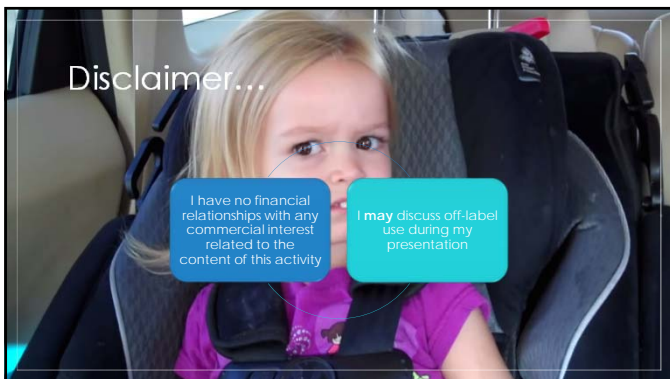 Disclaimer...
I have no financial
relationships with any
commercial interest
related to the
content of this activity
I may discuss off-label
use during my
presentation